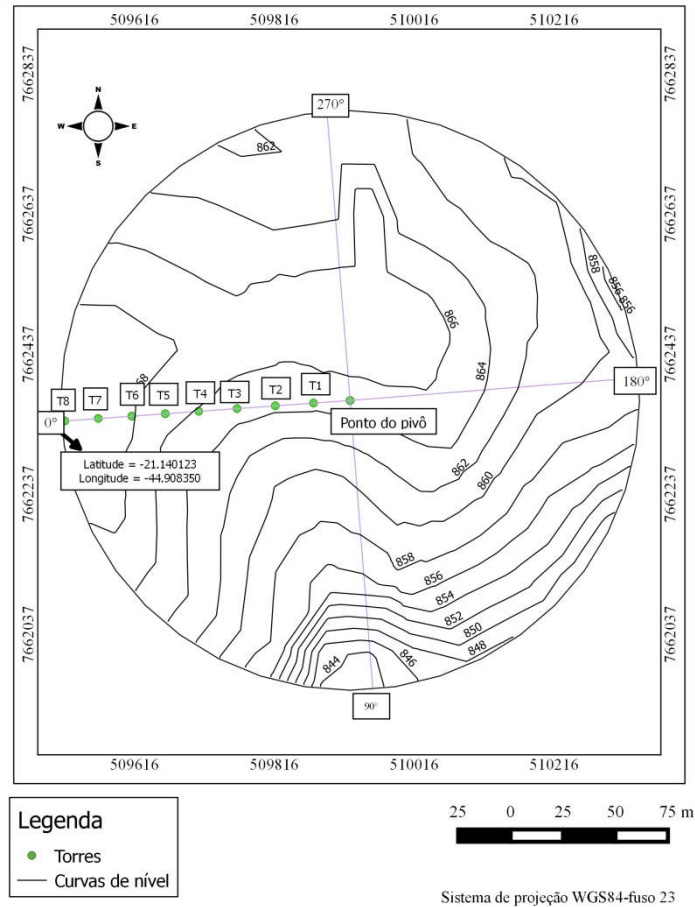 509616 509816 510016 510216
7662837
7662837
270°
N
W E
S
862
7662637
7662637
858
856
856
866
864
7662437
7662437
68
T8 T7 T6 T5 T4 T3 T2 T1
180°
0°
Ponto do pivô
Latitude = -21.140123
Longitude = -44.908350
862
860
7662237
7662237
858
856
854
852
850
848
846
844
7662037
7662037
90°
509616 509816 510016 510216
Legenda
Torres
Curvas de nível
25 0 25 50 75 m
Sistema de projeção WGS84-fuso 23